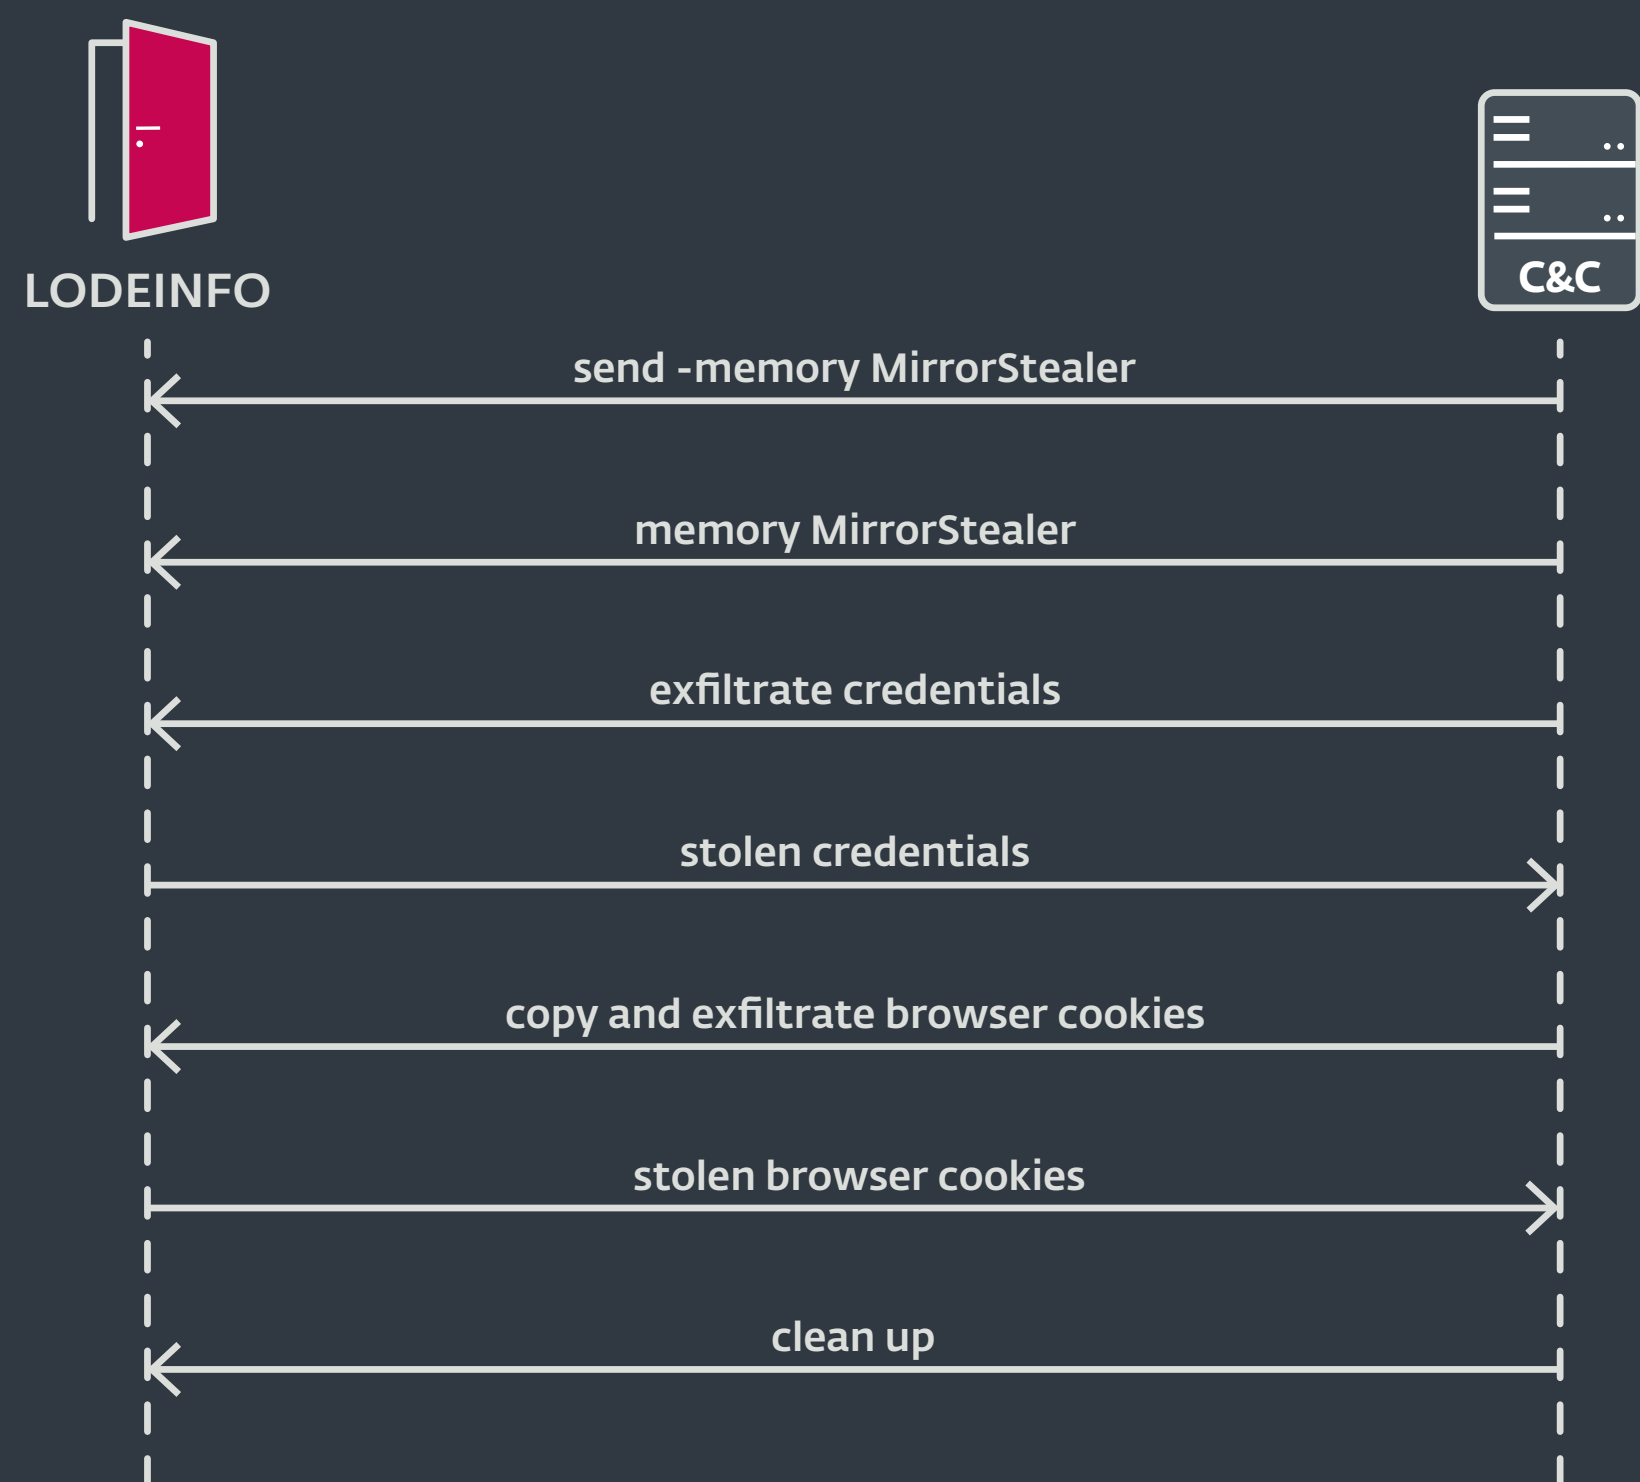 LODEINFO
C&C
send -memory MirrorStealer
memory MirrorStealer
exfiltrate credentials
stolen credentials
copy and exfiltrate browser cookies
stolen browser cookies
clean up